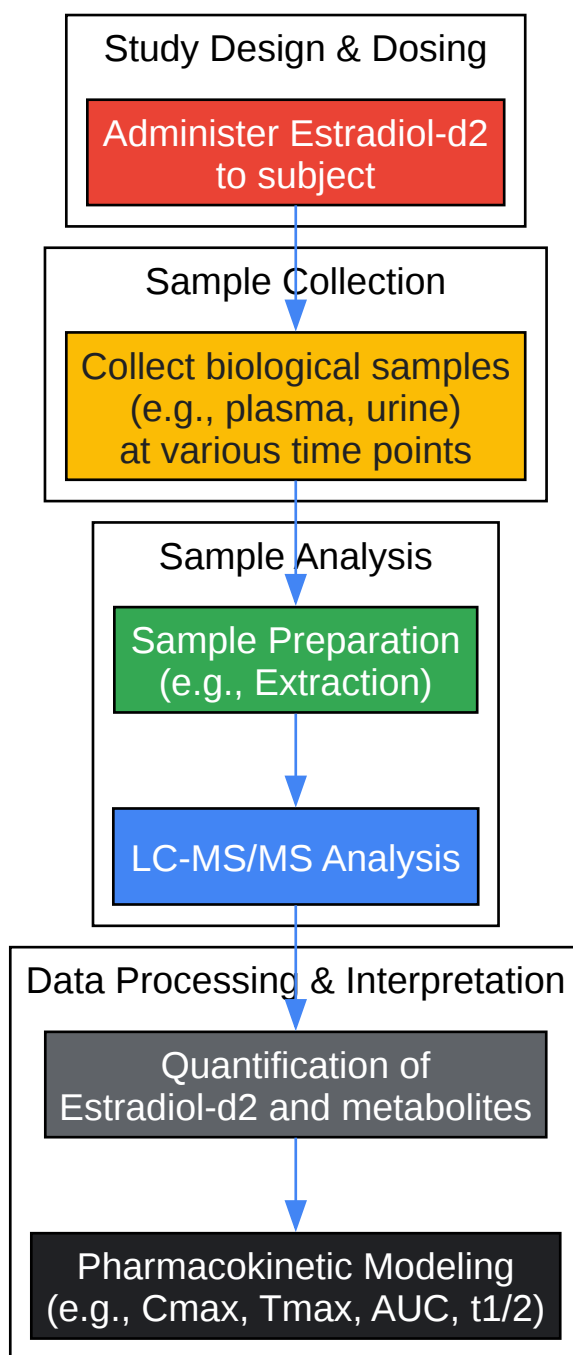 Study Design & Dosing
Administer Estradiol-d2
to subject
Sample Collection
Collect biological samples
(e.g., plasma, urine)
at various time points
Sample Analysis
Sample Preparation
(e.g., Extraction)
LC-MS/MS Analysis
Data Processing & Interpretation
Quantification of
Estradiol-d2 and metabolites
Pharmacokinetic Modeling
(e.g., Cmax, Tmax, AUC, t1/2)